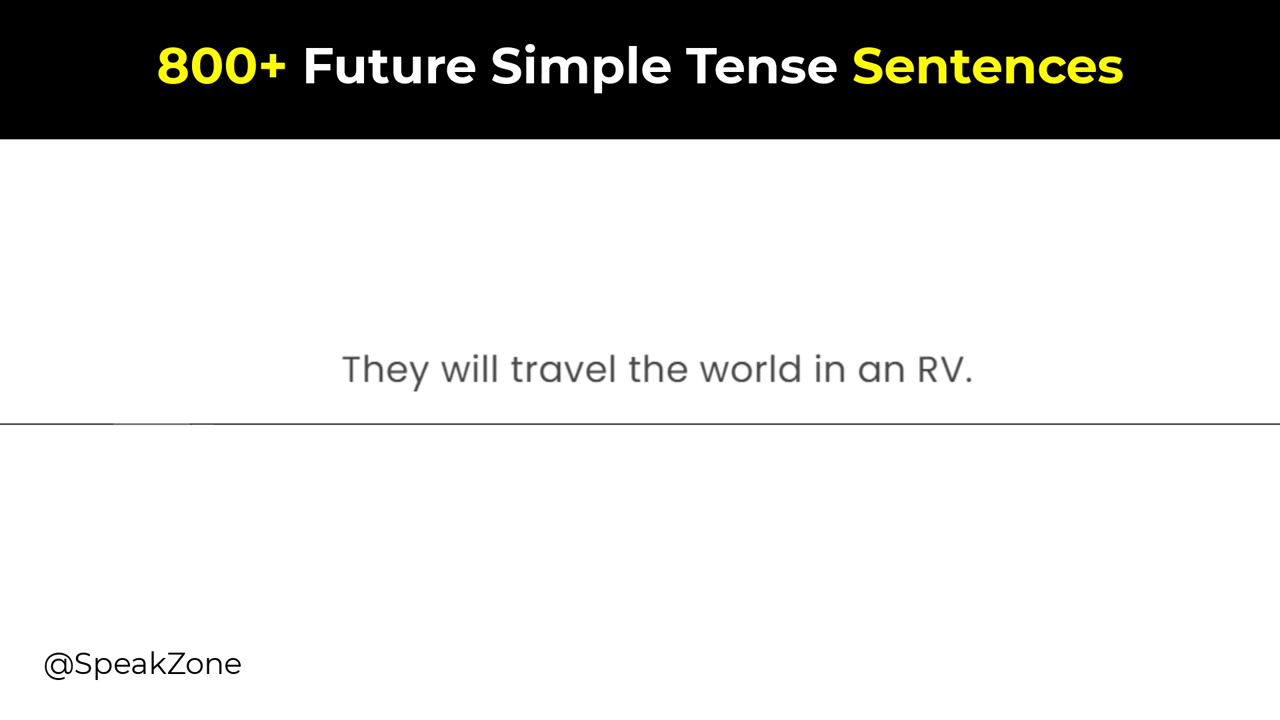 800+ Future Simple Tense Sentences
They will travel the world in an RV.
@SpeakZone